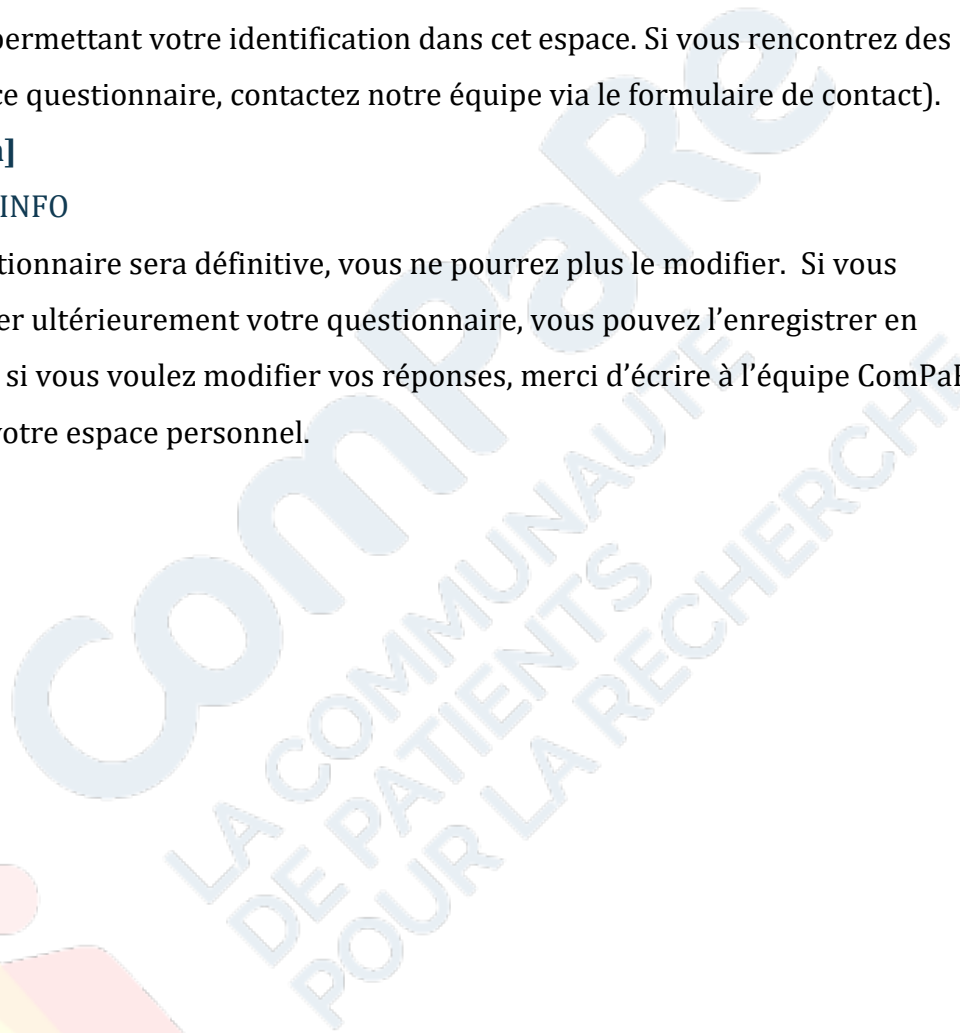 permettant votre identification dans cet espace. Si vous rencontrez des
ce questionnaire, contactez notre équipe via le formulaire de contact).
]
INFO
tionnaire sera définitive, vous ne pourrez plus le modifier.  Si vous
er ultérieurement votre questionnaire, vous pouvez l’enregistrer en
si vous voulez modifier vos réponses, merci d’écrire à l’équipe ComPaR
votre espace personnel.
ComPaRe
LA COMMUNAUTÉ
DE PATIENTS
POUR LA RECHERCHE